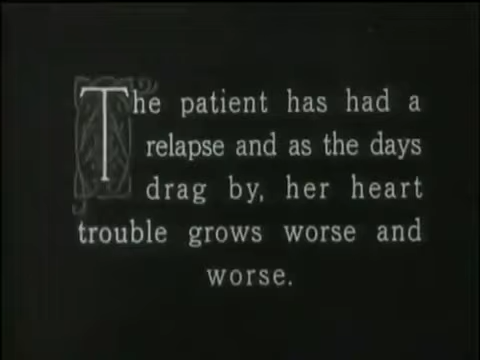 The patient has had a
relapse and as the days
drag by, her heart
trouble grows worse and
worse.